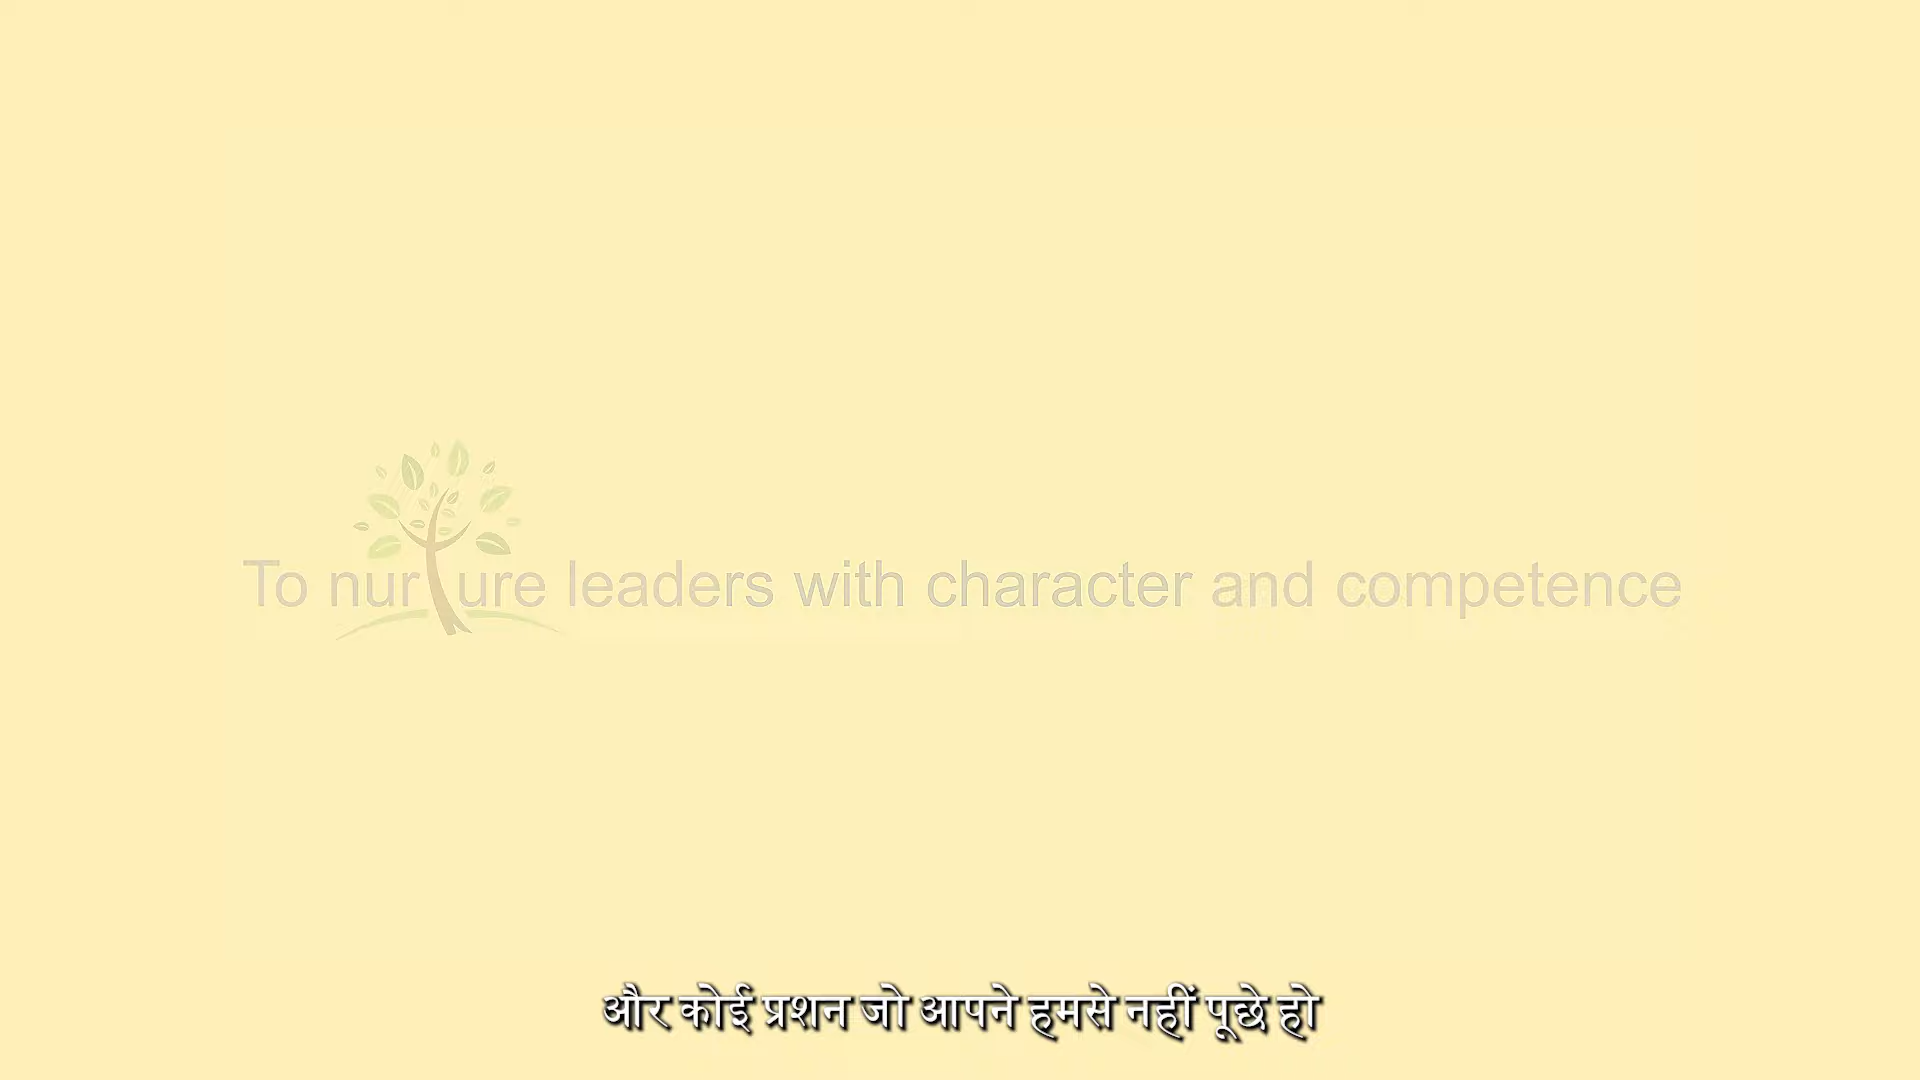 To nurture leaders with character and competence
और कोई प्रशन जो आपने हमसे नहीं पूछे हो